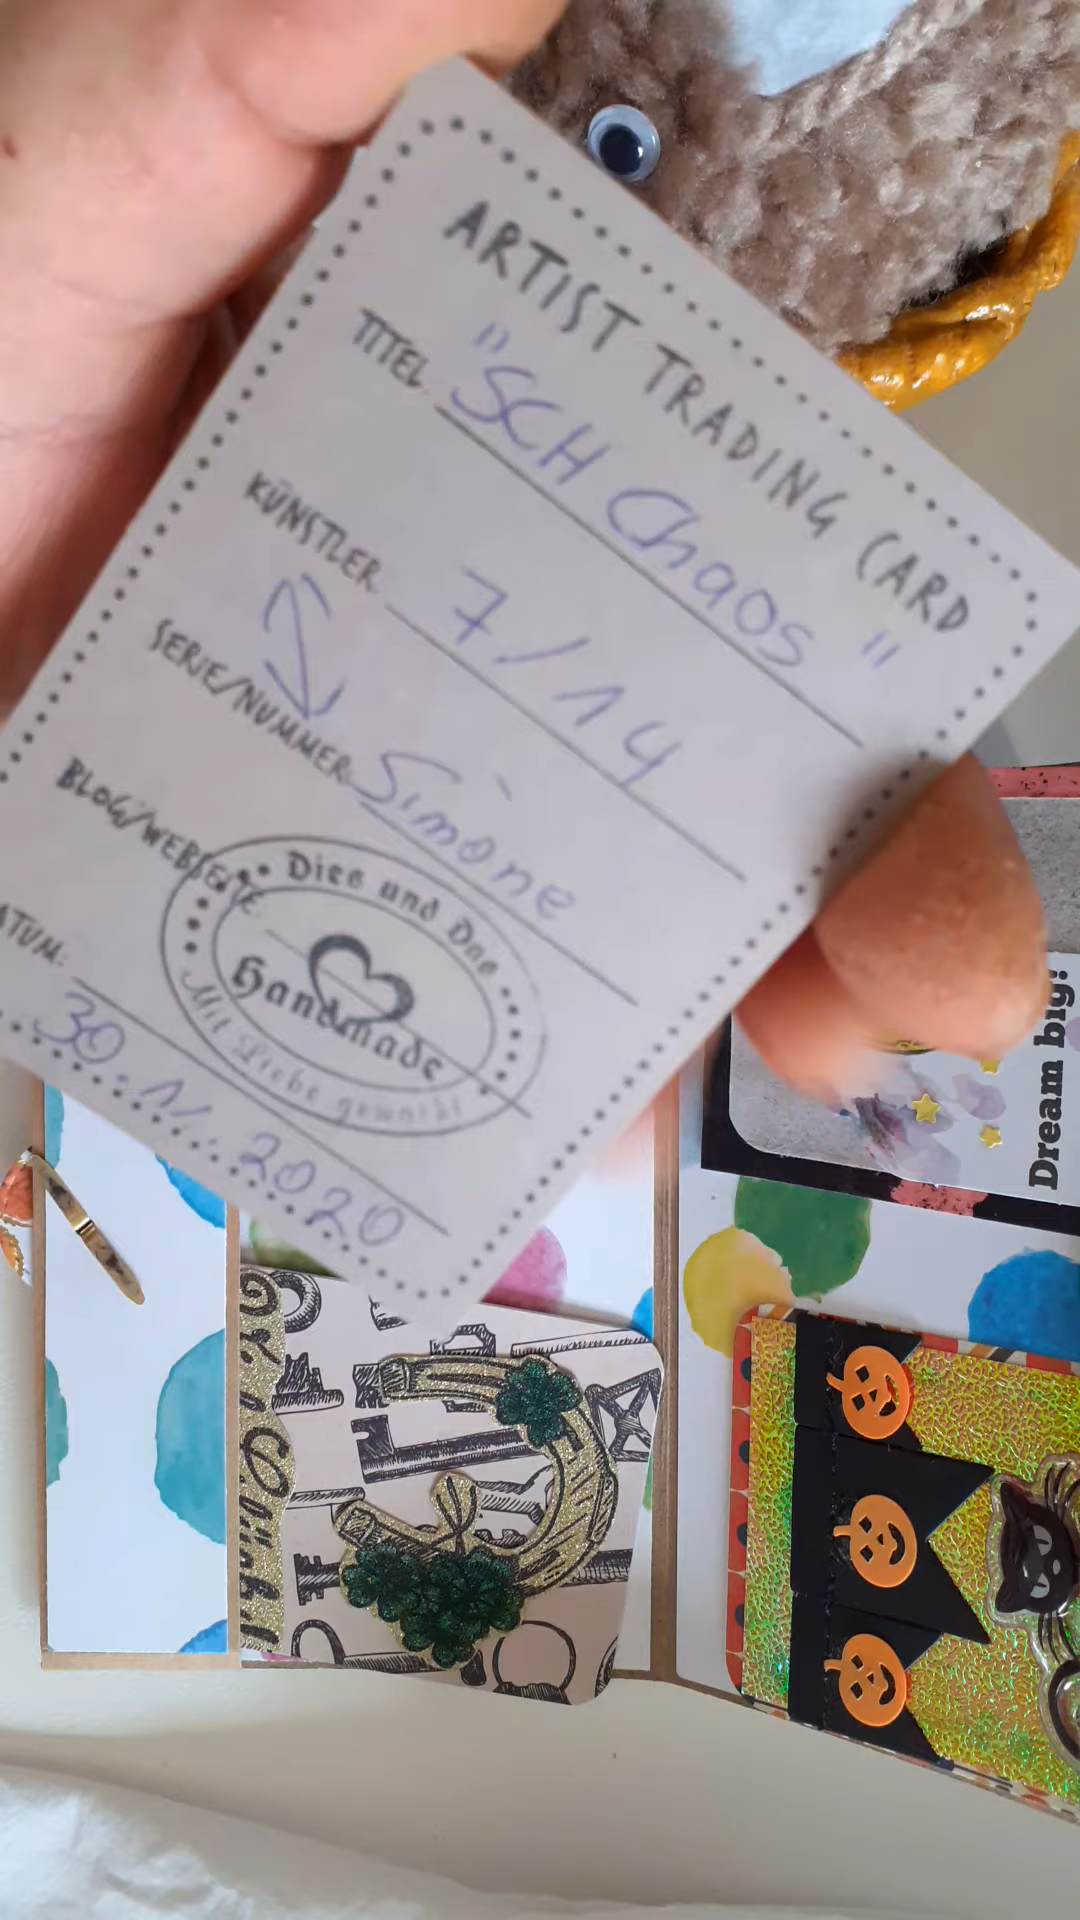 ARTIST TRADING CARD
TITEL "SCH Chaos"
KÜNSTLER 7/14
SERIE/NUMMER Simone
BLOG/WEBSEITE
ATUM: 30.11.2020
Dies und Das
Handmade
Mit Liebe gemacht
Dream big!